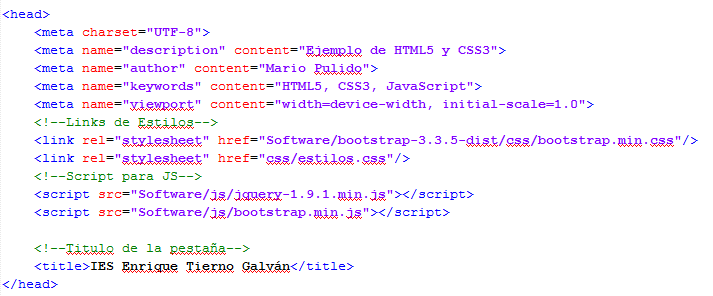 <head>
<meta charset="UTF-8">
<meta name="description" content="Ejemplo de HTML5 y CSS3">
<meta name="author" content="Mario Pulido">
<meta name="keywords" content="HTML5, CSS3, JavaScript">
<meta name="viewport" content="width=device-width, initial-scale=1.0">
<!--Links de Estilos-->
<link rel="stylesheet" href="Software/bootstrap-3.3.5-dist/css/bootstrap.min.css"/>
<link rel="stylesheet" href="css/estilos.css"/>
<!--Script para JS-->
<script src="Software/js/jquery-1.9.1.min.js"></script>
<script src="Software/js/bootstrap.min.js"></script>
<!--Titulo de la pestaña-->
<title>IES Enrique Tierno Galván</title>
</head>